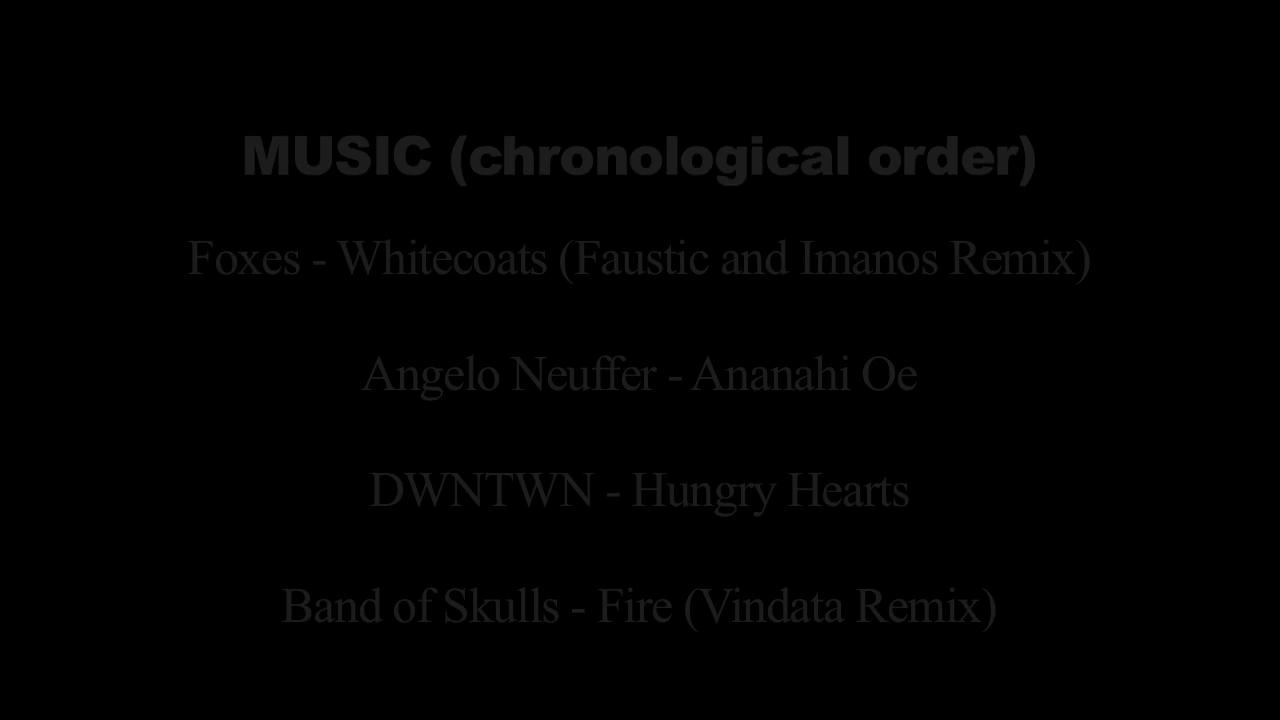 MUSIC (chronological order)
Foxes - Whitecoats (Faustic and Imanos Remix)
Angelo Neuffer - Ananahi Oe
DWNTWN - Hungry Hearts
Band of Skulls - Fire (Vindata Remix)